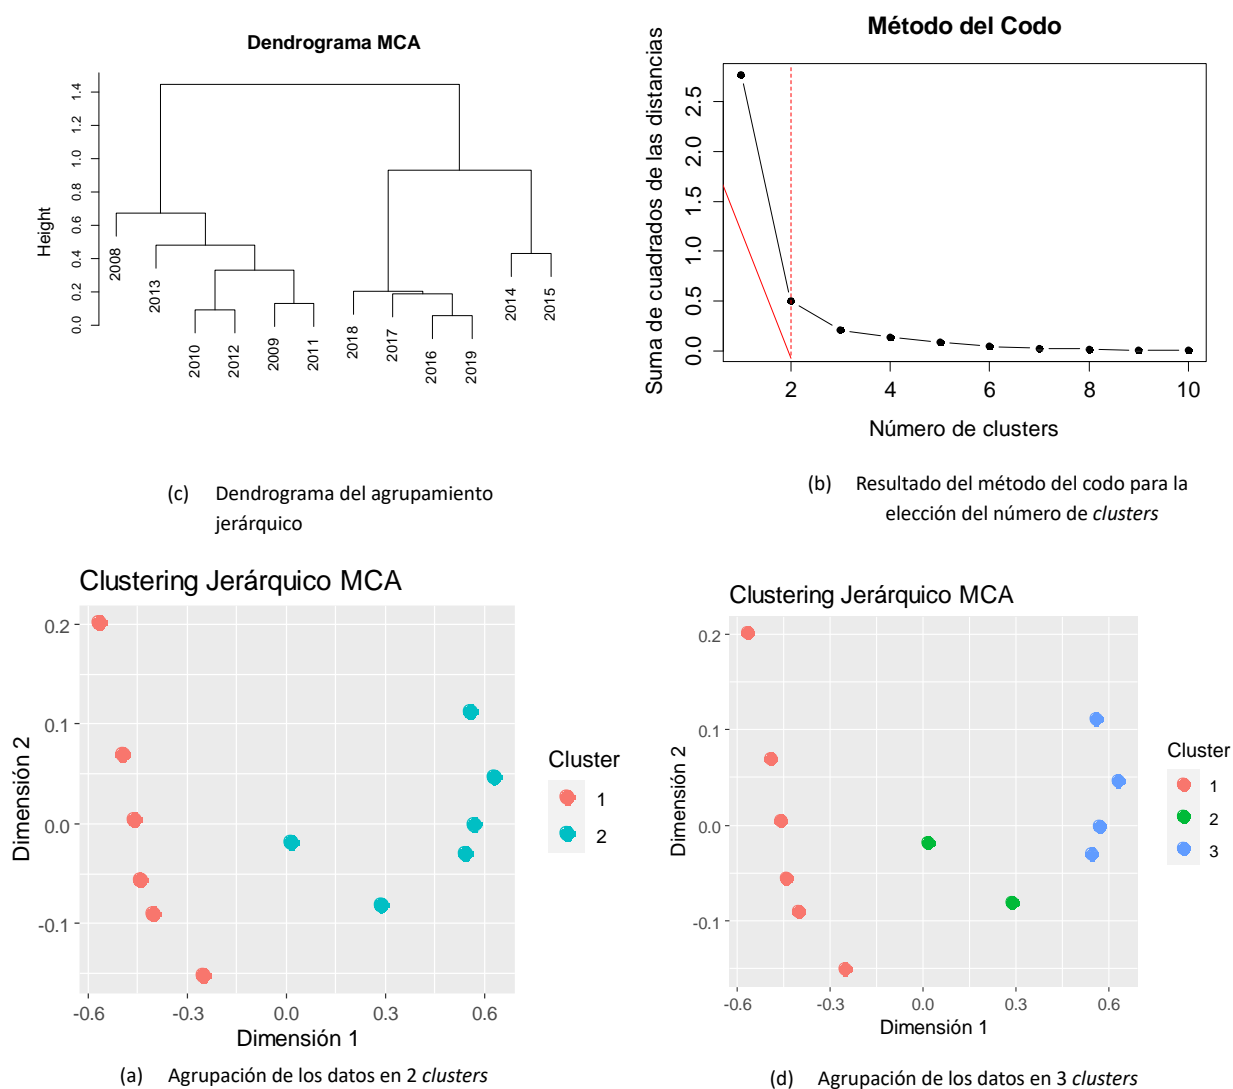 Dendrograma MCA
Height
0.0 0.2 0.4 0.6 0.8 1.0 1.2 1.4
2008
2013
2010
2012
2009
2011
2018
2017
2016
2019
2014
2015
(c) Dendrograma del agrupamiento
jerárquico
Método del Codo
Suma de cuadrados de las distancias
0.0 0.5 1.0 1.5 2.0 2.5
2 4 6 8 10
Número de clusters
(b) Resultado del método del codo para la
elección del número de clusters
Clustering Jerárquico MCA
Dimensión 2
0.2
0.1
0.0
-0.1
-0.6 -0.3 0.0 0.3 0.6
Dimensión 1
Cluster
1
2
(a) Agrupación de los datos en 2 clusters
Clustering Jerárquico MCA
Dimensión 2
0.2
0.1
0.0
-0.1
-0.6 -0.3 0.0 0.3 0.6
Dimensión 1
Cluster
1
2
3
(d) Agrupación de los datos en 3 clusters